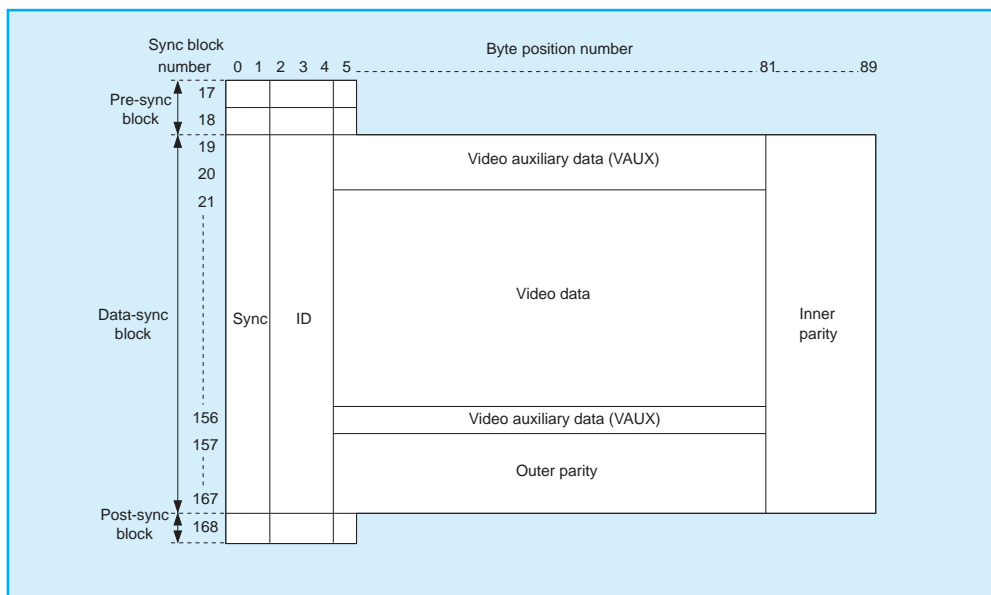 Sync block
number
Byte position number
0 1 2 3 4 5 81 89
Pre-sync
block
17
18
19
20
21
Video auxiliary data (VAUX)
Data-sync
block
Sync
ID
Video data
Inner
parity
156
Video auxiliary data (VAUX)
157
Outer parity
167
Post-sync
block
168